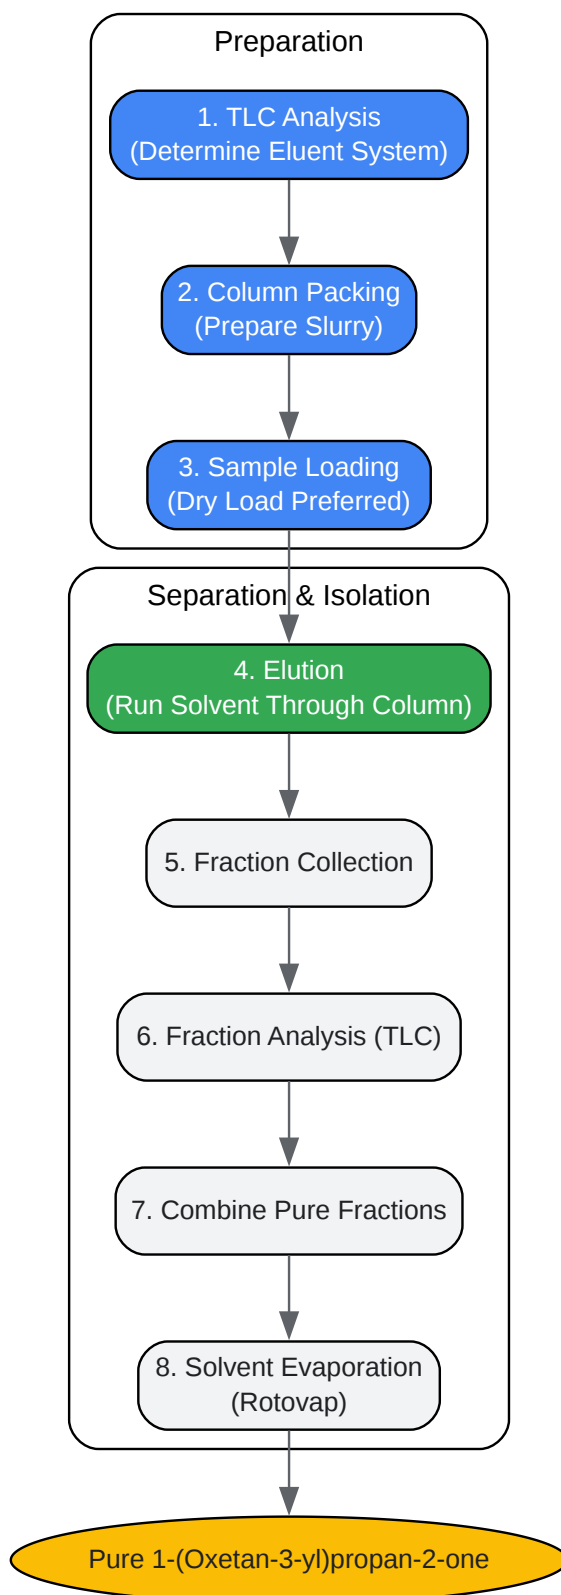 Preparation
1. TLC Analysis
(Determine Eluent System)
2. Column Packing
(Prepare Slurry)
3. Sample Loading
(Dry Load Preferred)
Separation & Isolation
4. Elution
(Run Solvent Through Column)
5. Fraction Collection
6. Fraction Analysis (TLC)
7. Combine Pure Fractions
8. Solvent Evaporation
(Rotovap)
Pure 1-(Oxetan-3-yl)propan-2-one